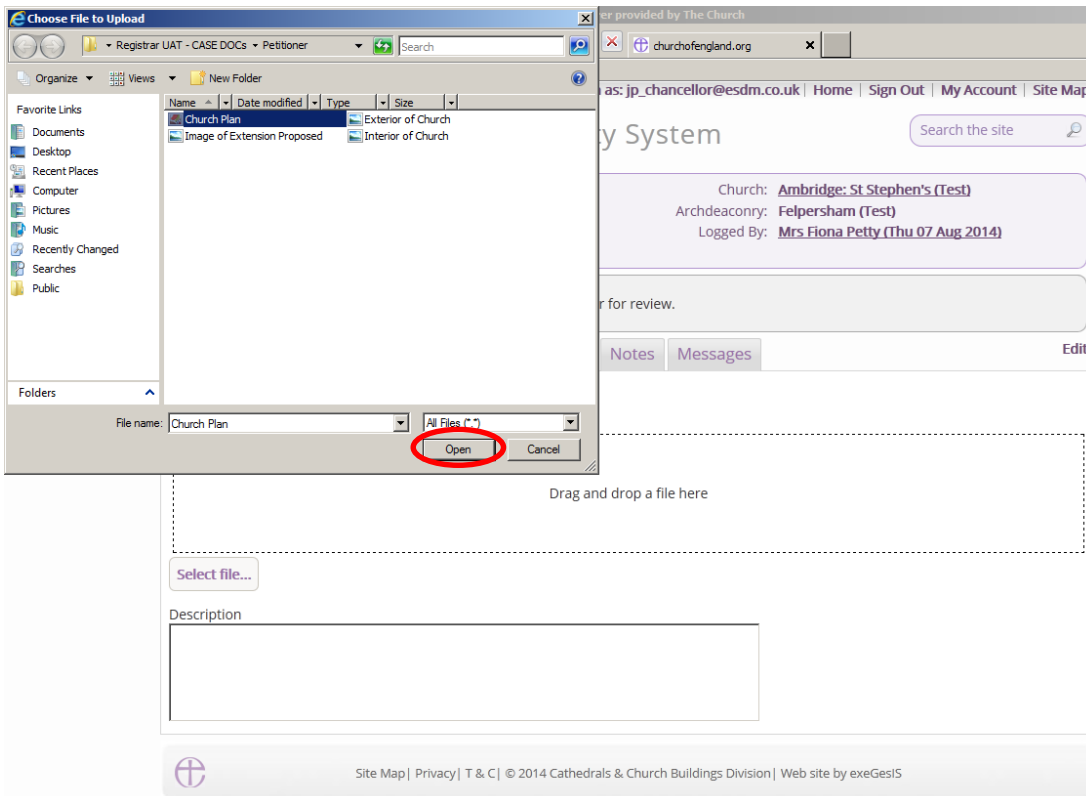 Choose File to Upload
er provided by The Church
Registrar UAT - CASE DOCs Petitioner
Search
churchofengland.org
Organize Views New Folder
as: jp_chancellor@esdm.co.uk | Home | Sign Out | My Account | Site Map
Favorite Links
Name Date modified Type Size
Documents
Desktop
Recent Places
Computer
Pictures
Music
Recently Changed
Searches
Public
Church Plan
Exterior of Church
Image of Extension Proposed
Interior of Church
y System
Search the site
Church: Ambridge: St Stephen's (Test)
Archdeaconry: Felpersham (Test)
Logged By: Mrs Fiona Petty (Thu 07 Aug 2014)
r for review.
Notes Messages
Edit
Folders
File name: Church Plan
All Files (*.*)
Open Cancel
Drag and drop a file here
Select file...
Description
Site Map| Privacy| T & C| © 2014 Cathedrals & Church Buildings Division| Web site by exeGesIS